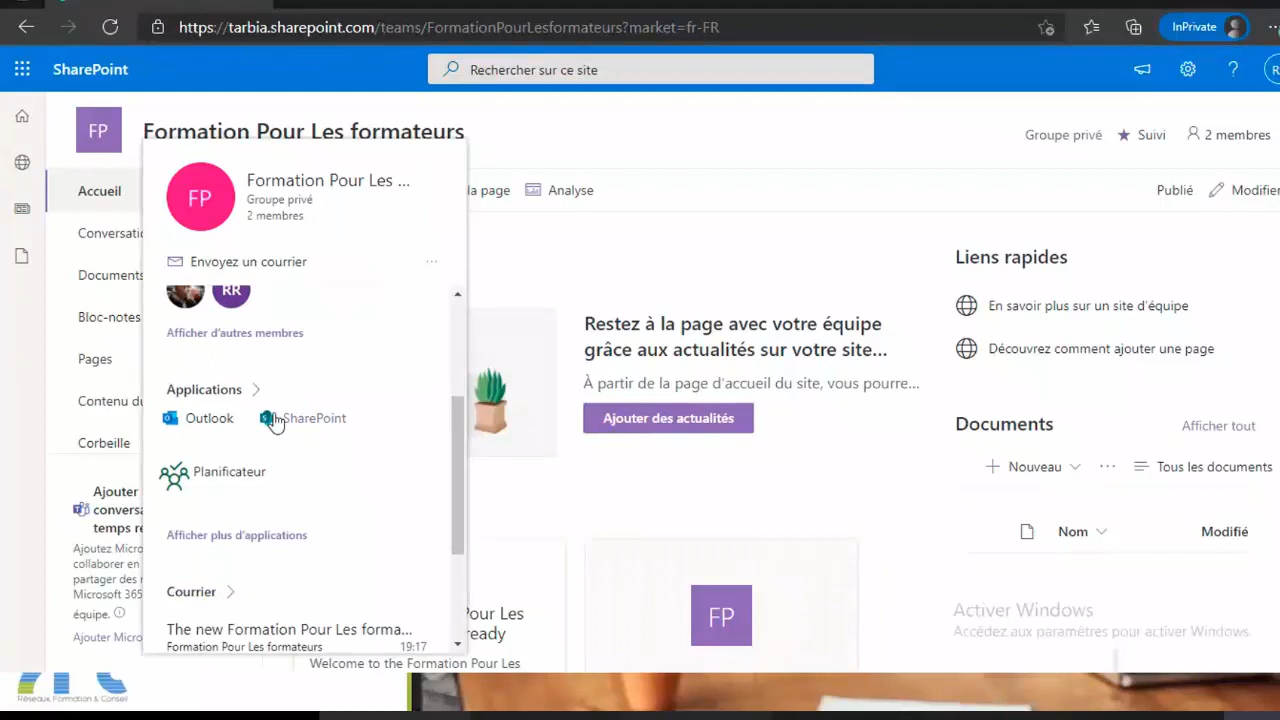 https://tarbia.sharepoint.com/teams/FormationPourLesformateurs?market=fr-FR
InPrivate
SharePoint
Rechercher sur ce site
FP
Formation Pour Les formateurs
Groupe privé
Suivi
2 membres
Accueil
la page
Analyse
Publié
Modifier
FP
Formation Pour Les ...
Groupe privé
2 membres
Envoyez un courrier
RR
Afficher d'autres membres
Applications
Outlook
SharePoint
Planificateur
Afficher plus d'applications
Courrier
The new Formation Pour Les forma...
Formation Pour Les formateurs
19:17
Conversati
Documents
Bloc-notes
Pages
Contenu du
Corbeille
Ajouter
conversa
temps ré
Ajoutez Micro
collaborer en
partager des
Microsoft 365
équipe.
Ajouter Micro
Restez à la page avec votre équipe
grâce aux actualités sur votre site...
À partir de la page d'accueil du site, vous pourre...
Ajouter des actualités
Pour Les
ready
Welcome to the Formation Pour Les
FP
Liens rapides
En savoir plus sur un site d'équipe
Découvrez comment ajouter une page
Documents
Afficher tout
Nouveau
Tous les documents
Nom
Modifié
Activer Windows
Accédez aux paramètres pour activer Windows.
Réseaux Formation & Conseil